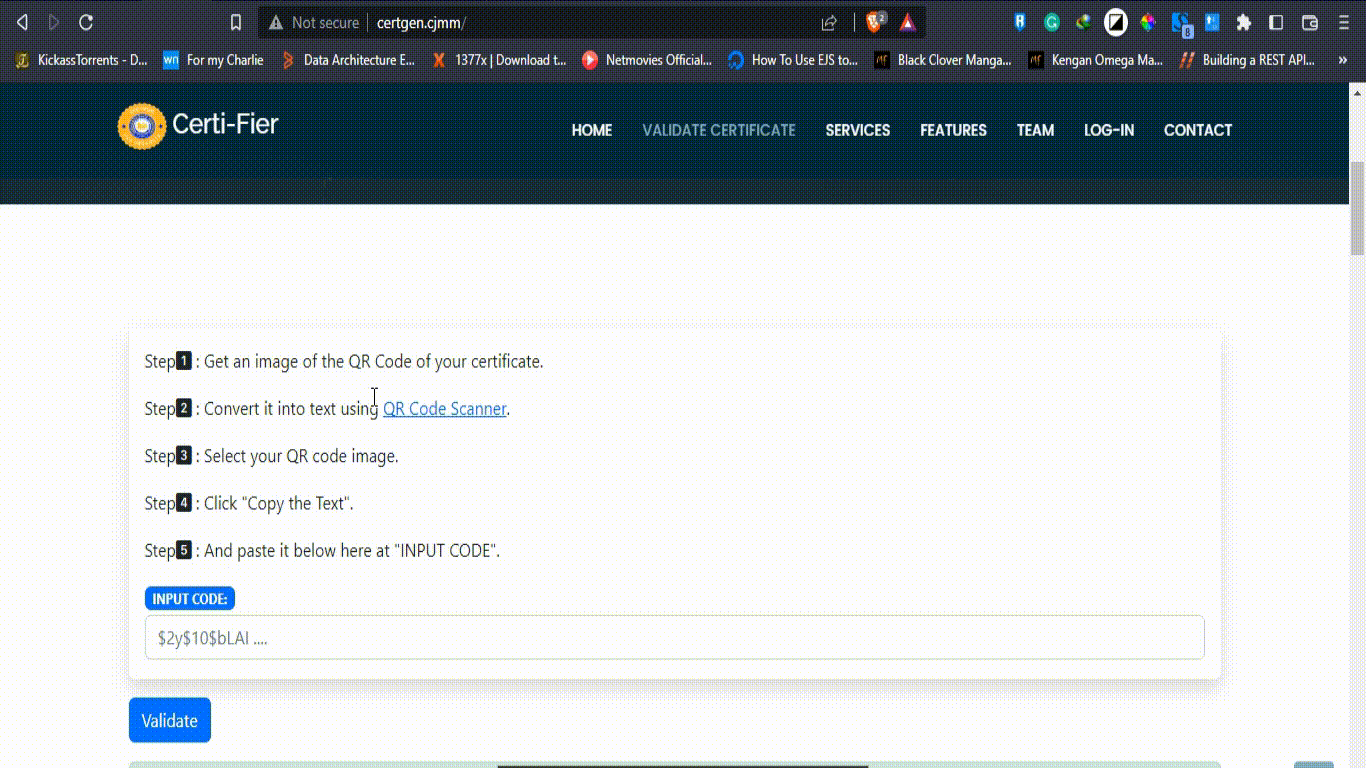 Not secure
certgen.cjmm/
2
8
KickassTorrents - D...
wn
For my Charlie
Data Architecture E...
1377x | Download t...
Netmovies Official...
How To Use EJS to...
Black Clover Manga...
Kengan Omega Ma...
Building a REST API...
»
Certi-Fier
HOME
VALIDATE CERTIFICATE
SERVICES
FEATURES
TEAM
LOG-IN
CONTACT
Step 1 : Get an image of the QR Code of your certificate.
Step 2 : Convert it into text using QR Code Scanner.
Step 3 : Select your QR code image.
Step 4 : Click "Copy the Text".
Step 5 : And paste it below here at "INPUT CODE".
INPUT CODE:
$2y$10$bLAI ....
Validate